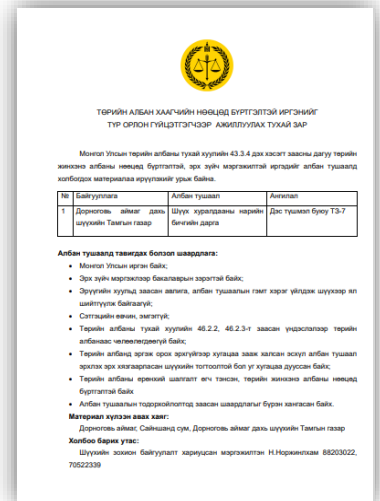 ТӨРИЙН АЛБАН ХААГЧИЙН НӨӨЦӨД БҮРТГЭЛТЭЙ ИРГЭНИЙГ
ТҮР ОРЛОН ГҮЙЦЭТГЭГЧЭЭР АЖИЛЛУУЛАХ ТУХАЙ ЗАР
Монгол Улсын төрийн албаны тухай хуулийн 43.3.4 дэх хэсэгт заасны дагуу төрийн
жинхэнэ албаны нөөцөд бүртгэлтэй, эрх зүйч мэргэжилтэй иргэдийг албан тушаалд
холбогдох материалаа ирүүлэхийг урьж байна.
№ Байгууллага Албан тушаал Ангилал
1 Дорноговь аймаг дахь Шүүх хуралдааны нарийн Дэс түшмэл буюу ТЗ-7
шүүхийн Тамгын газар бичгийн дарга
Албан тушаалд тавигдах болзол шаардлага:
• Монгол Улсын иргэн байх;
• Эрх зүйч мэргэжлээр бакалаврын зэрэгтэй байх;
• Эрүүгийн хуульд заасан авлига, албан тушаалын гэмт хэрэг үйлдэж шүүхээр ял
шийтгүүлж байгаагүй;
• Сэтгэцийн өвчин, эмгэггүй;
• Төрийн албаны тухай хуулийн 46.2.2, 46.2.3-т заасан үндэслэлээр төрийн
албанаас чөлөөлөгдөөгүй байх;
• Төрийн албанд эргэж орох эрхгүйгээр хугацаа зааж халсан эсхүл албан тушаал
эрхлэх эрх хязгаарласан шүүхийн тогтоолтой бол уг хугацаа дууссан байх;
• Төрийн албаны ерөнхий шалгалт өгч тэнсэн, төрийн жинхэнэ албаны нөөцөд
бүртгэлтэй байх
• Албан тушаалын тодорхойлолтод заасан шаардлагыг бүрэн хангасан байх.
Материал хүлээн авах хаяг:
Дорноговь аймаг, Сайншанд сум, Дорноговь аймаг дахь шүүхийн Тамгын газар
Холбоо барих утас:
Шүүхийн зохион байгуулалт хариуцсан мэргэжилтэн Н.Норжинлхам 88203022,
70522339